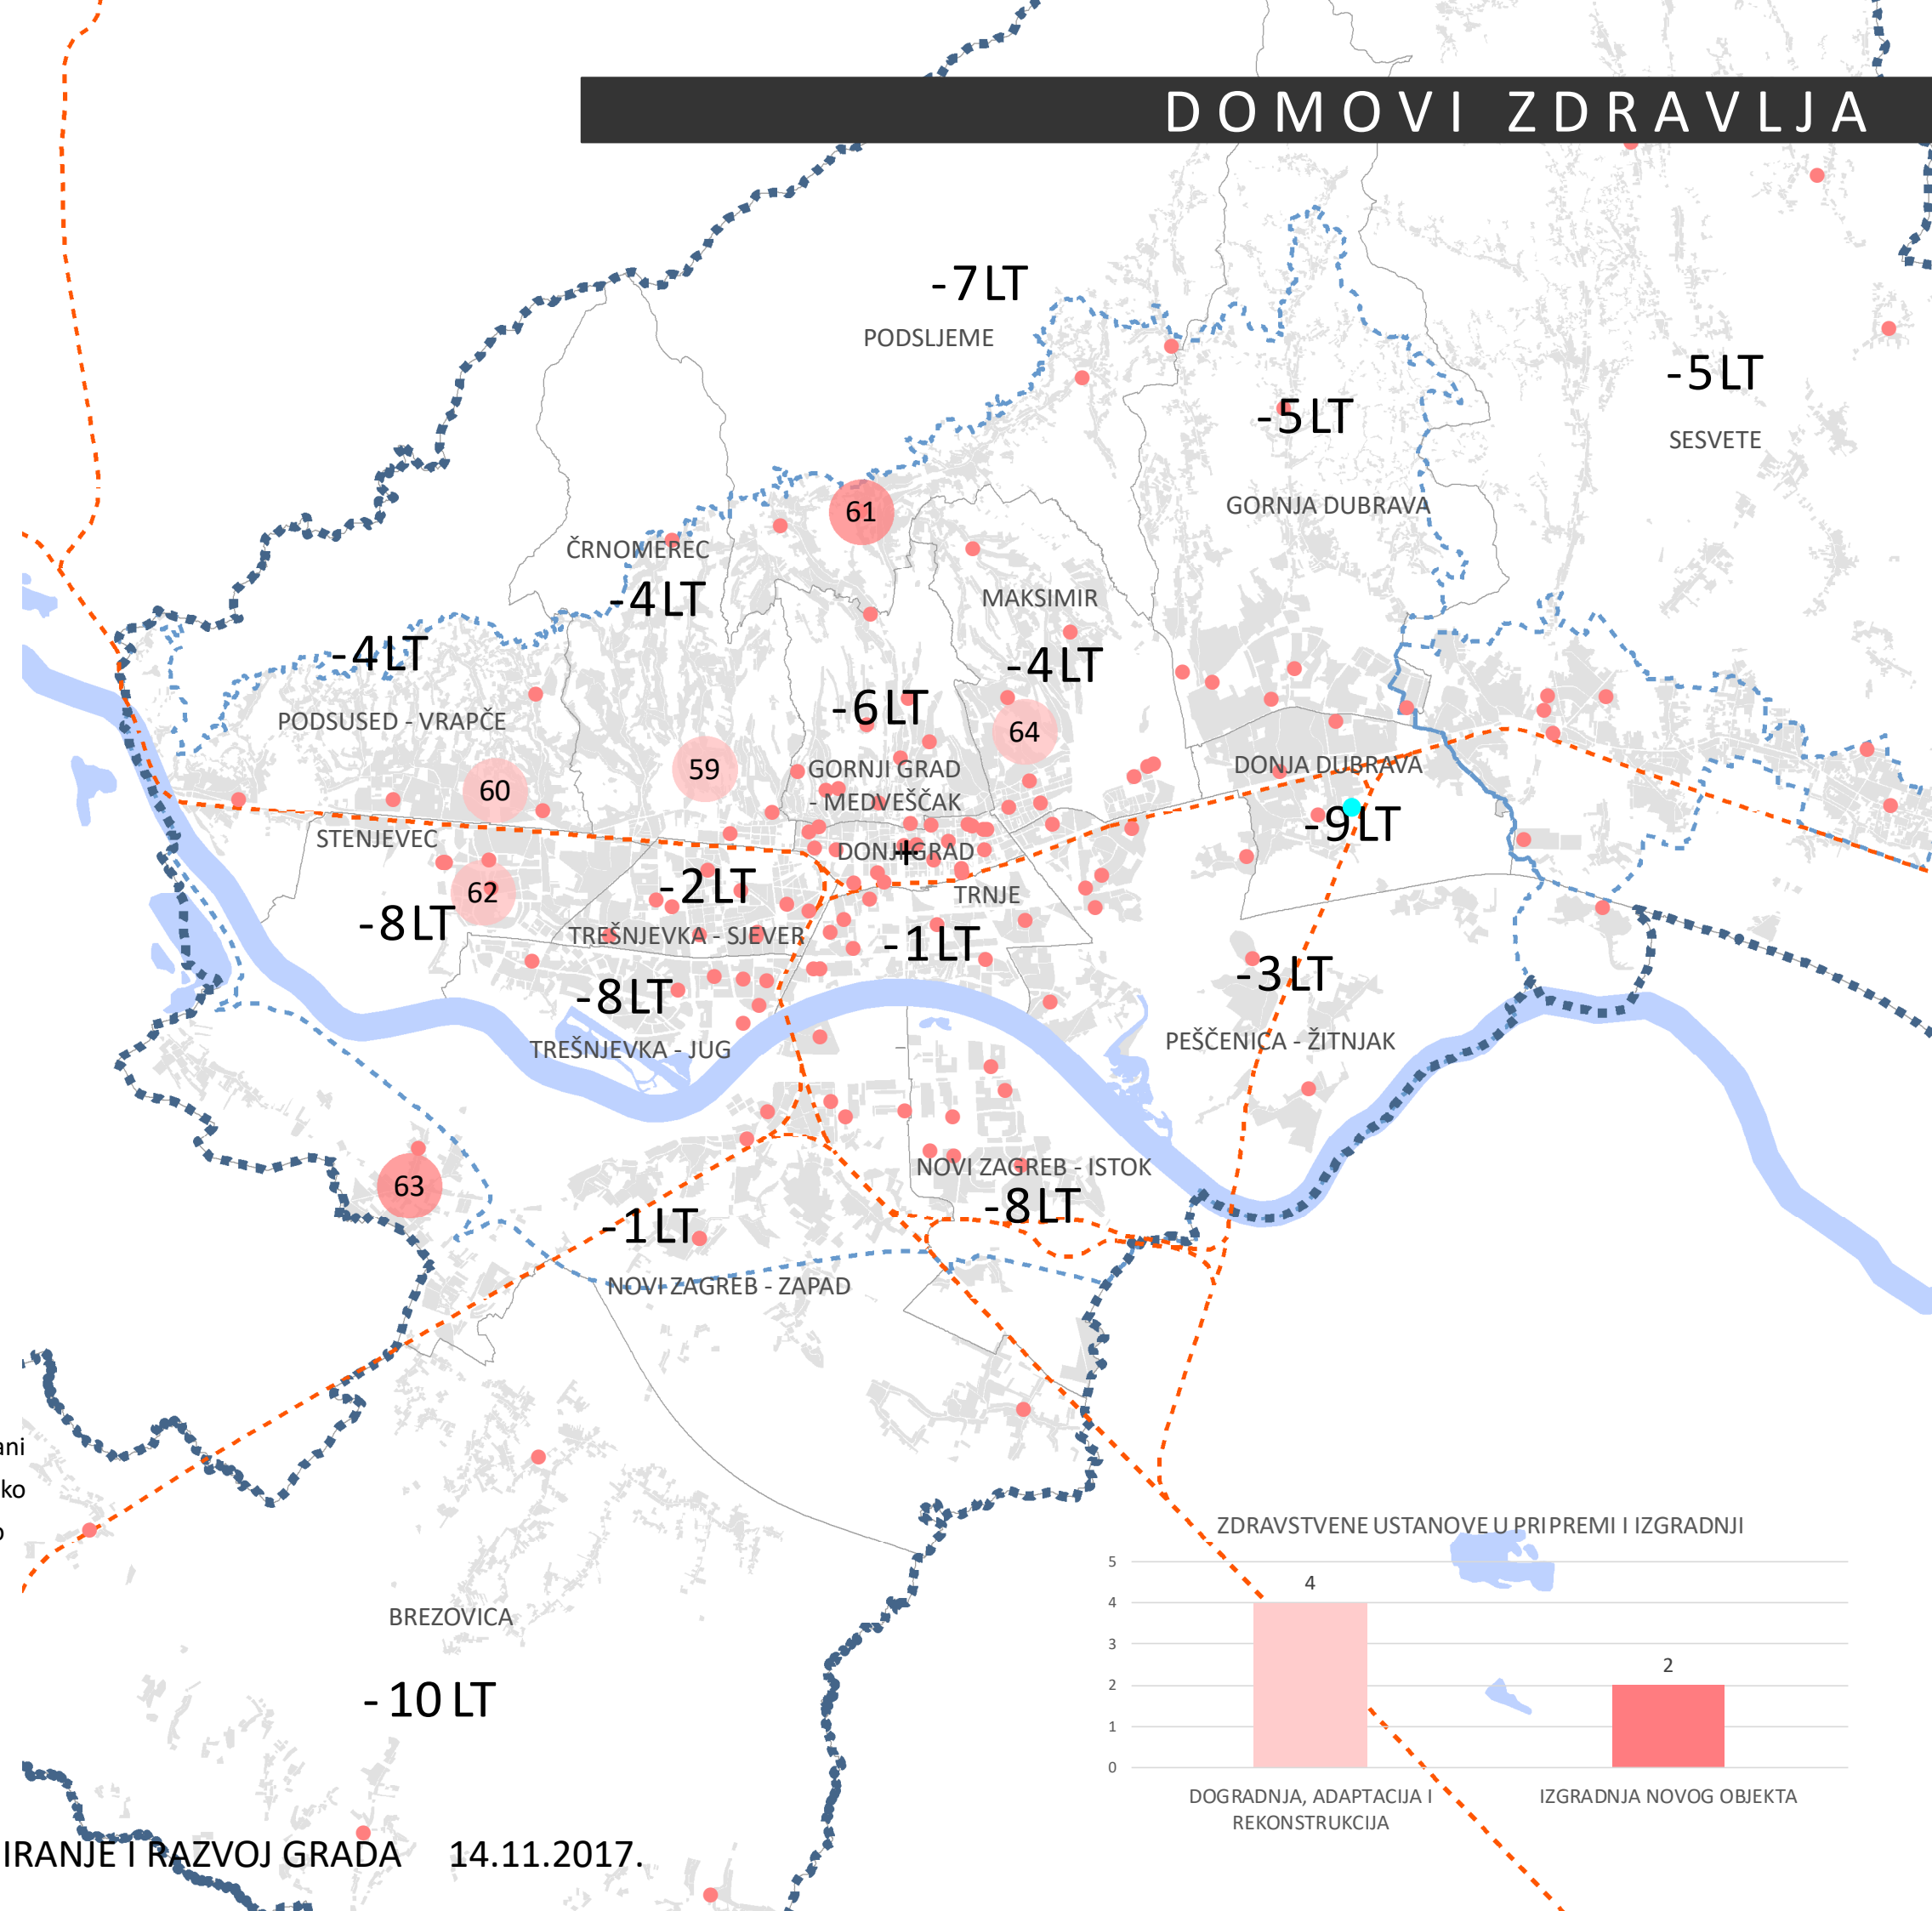 DOMOVI ZDRAVLJA
-7 LT
PODSLJEME
-5 LT
SESVETE
-5 LT
GORNJA DUBRAVA
61
ČRNOMEREC
-4 LT
MAKSIMIR
-4 LT
-4 LT
PODSUSED - VRAPČE
-6 LT
64
59
GORNJI GRAD
- MEDVEŠČAK
DONJA DUBRAVA
-9 LT
60
STENJEVEC
DONJI GRAD
62
-8 LT
-2 LT
TREŠNJEVKA - SJEVER
TRNJE
-1 LT
-3 LT
PEŠČENICA - ŽITNJAK
-8 LT
TREŠNJEVKA - JUG
63
NOVI ZAGREB - ISTOK
-8 LT
-1 LT
NOVI ZAGREB - ZAPAD
ani
ko
BREZOVICA
- 10 LT
ZDRAVSTVENE USTANOVE U PRIPREMI I IZGRADNJI
5
4
3
2
1
0
4
2
DOGRADNJA, ADAPTACIJA I
REKONSTRUKCIJA
IZGRADNJA NOVOG OBJEKTA
IRANJE I RAZVOJ GRADA 14.11.2017.